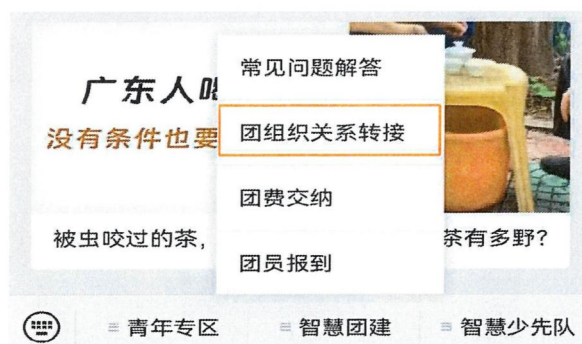 广东人
没有条件也要
常见问题解答
团组织关系转接
团费交纳
团员报到
被虫咬过的茶,
茶有多野?
青年专区
智慧团建
智慧少先队